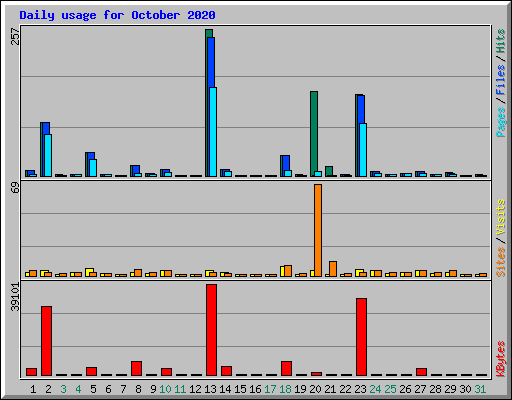 Daily usage for October 2020
257
Pages / Files / Hits
69
Sites / Visits
39101
KBytes
1 2 3 4 5 6 7 8 9 10 11 12 13 14 15 16 17 18 19 20 21 22 23 24 25 26 27 28 29 30 31